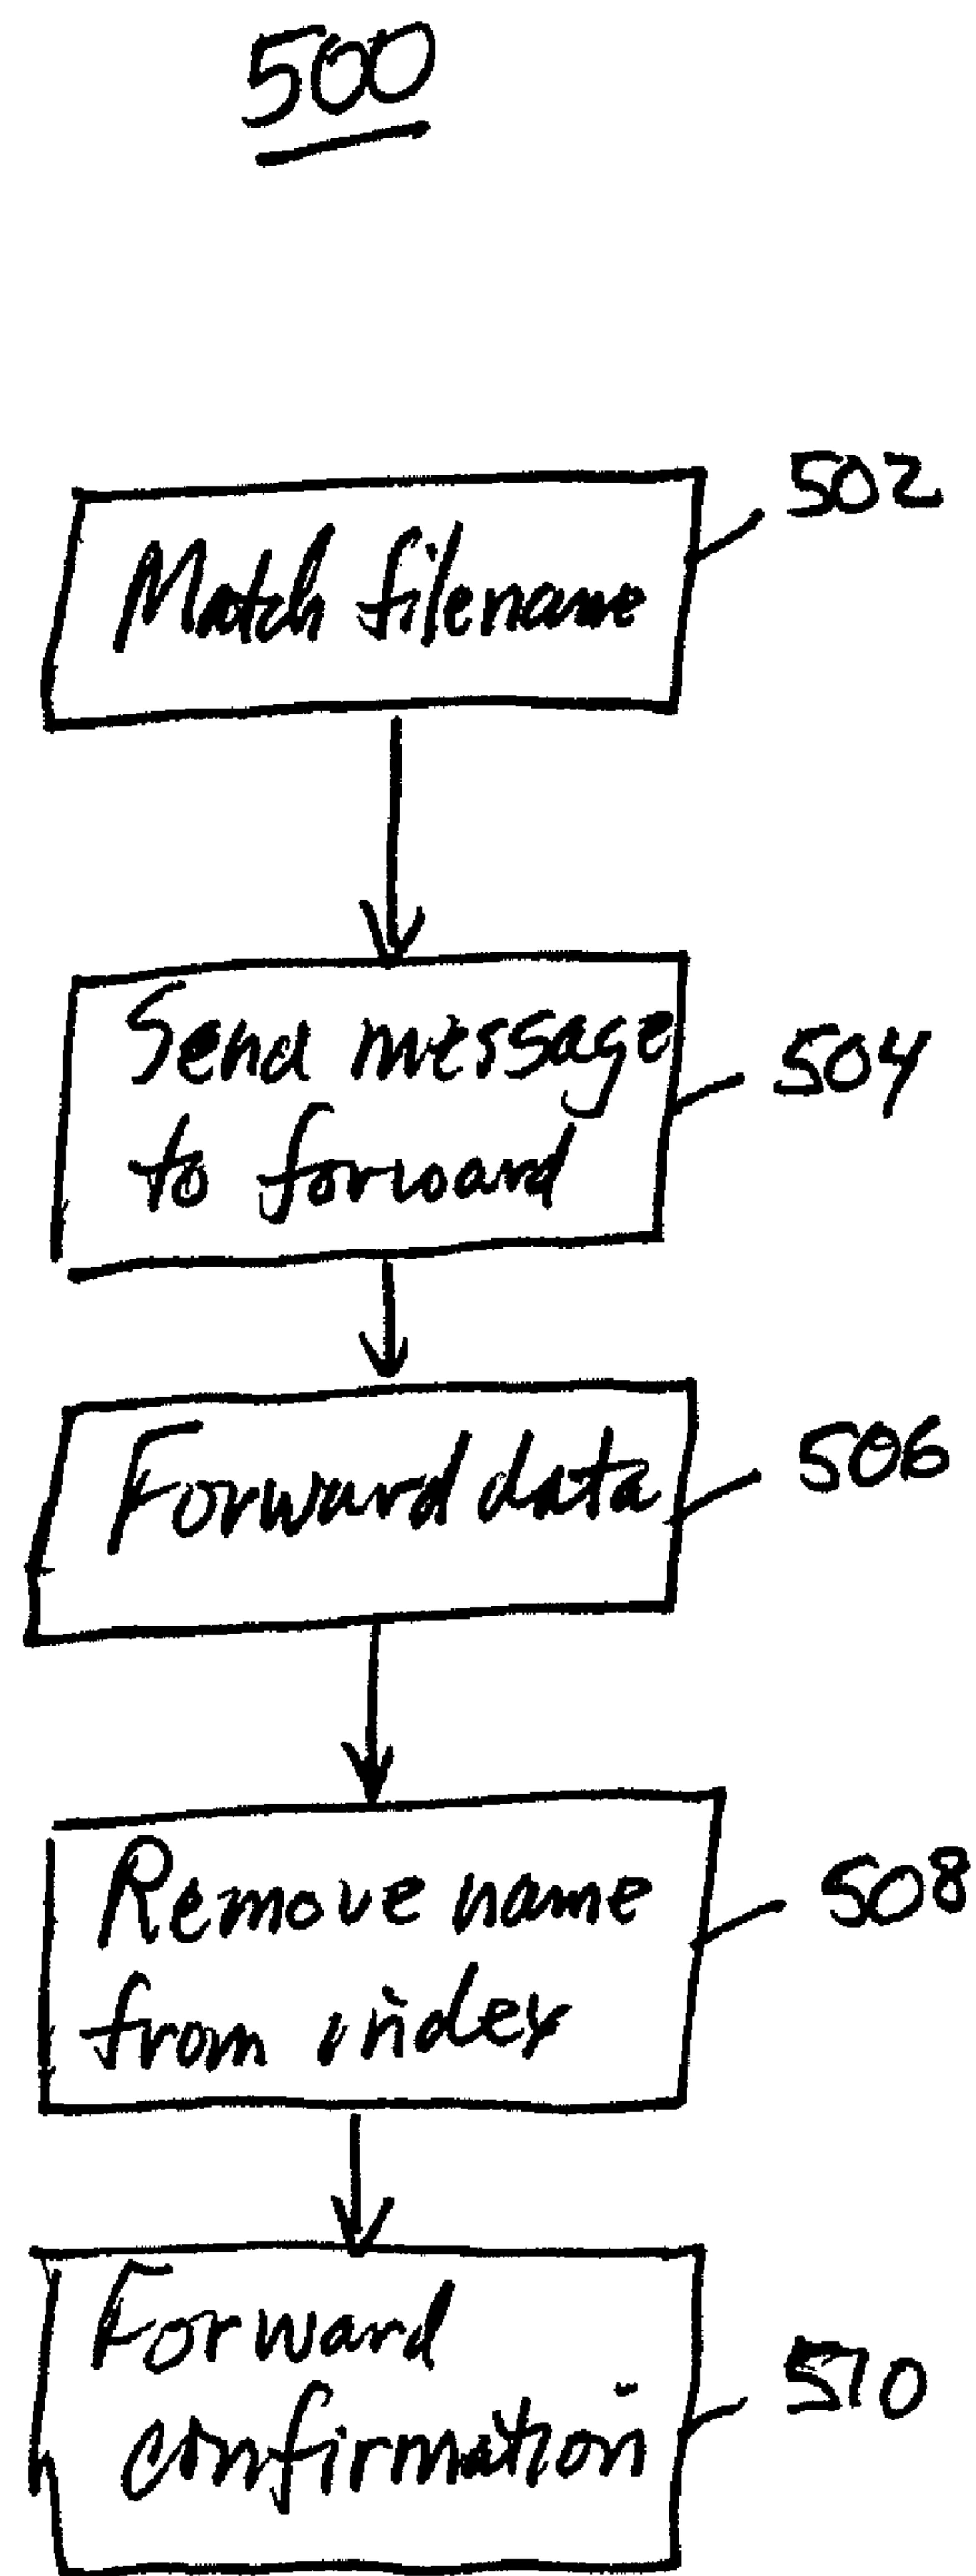 500
502
Match filename
Send message
504
to forward
506
Forward data
Remove name
508
from index
Forward
510
confirmation